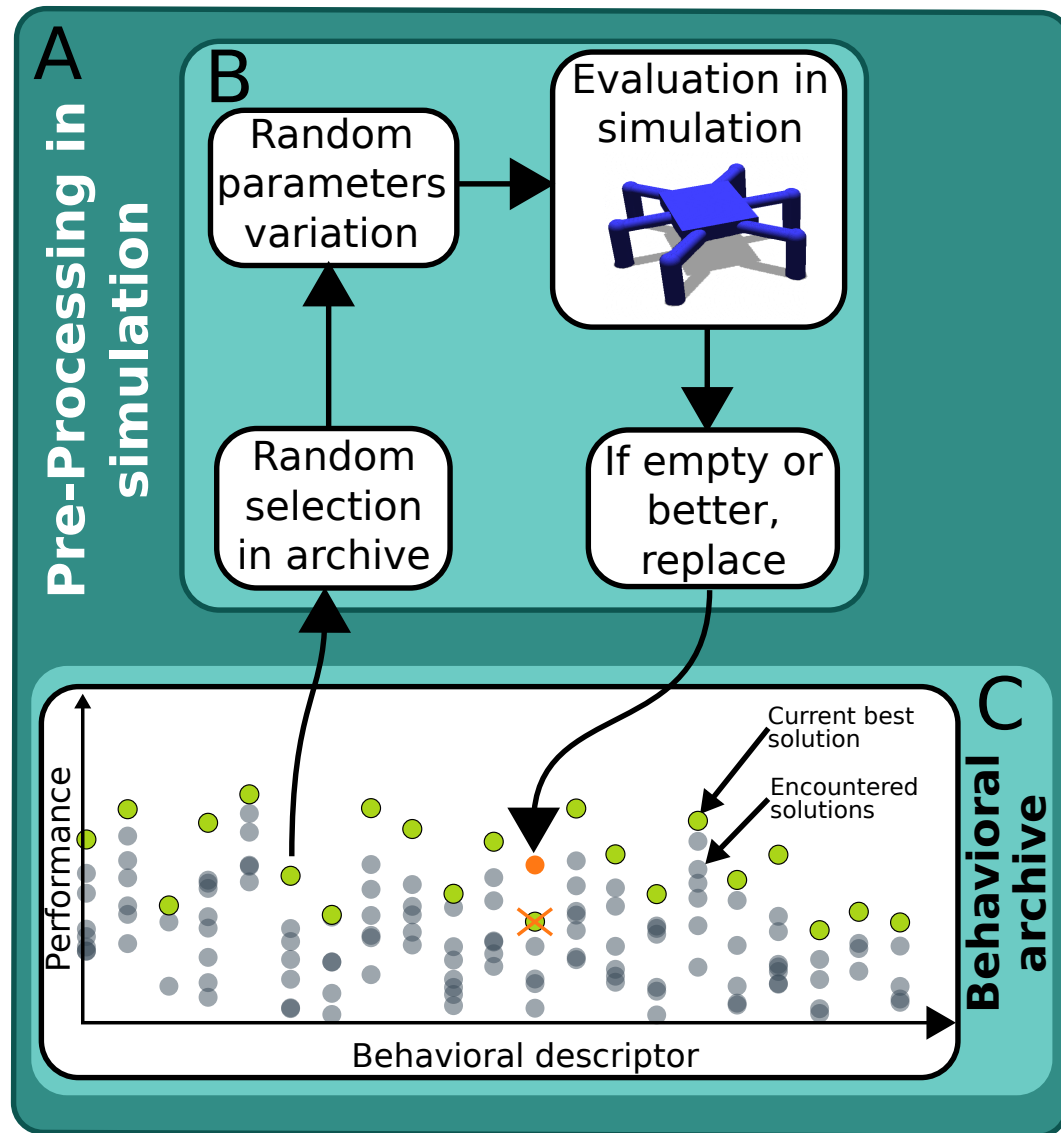 A
Pre-Processing in
simulation
B
Random
parameters
variation
Evaluation in
simulation
Random
selection
in archive
If empty or
better,
replace
C
Behavioral
archive
Current best
solution
Encountered
solutions
Performance
Behavioral descriptor